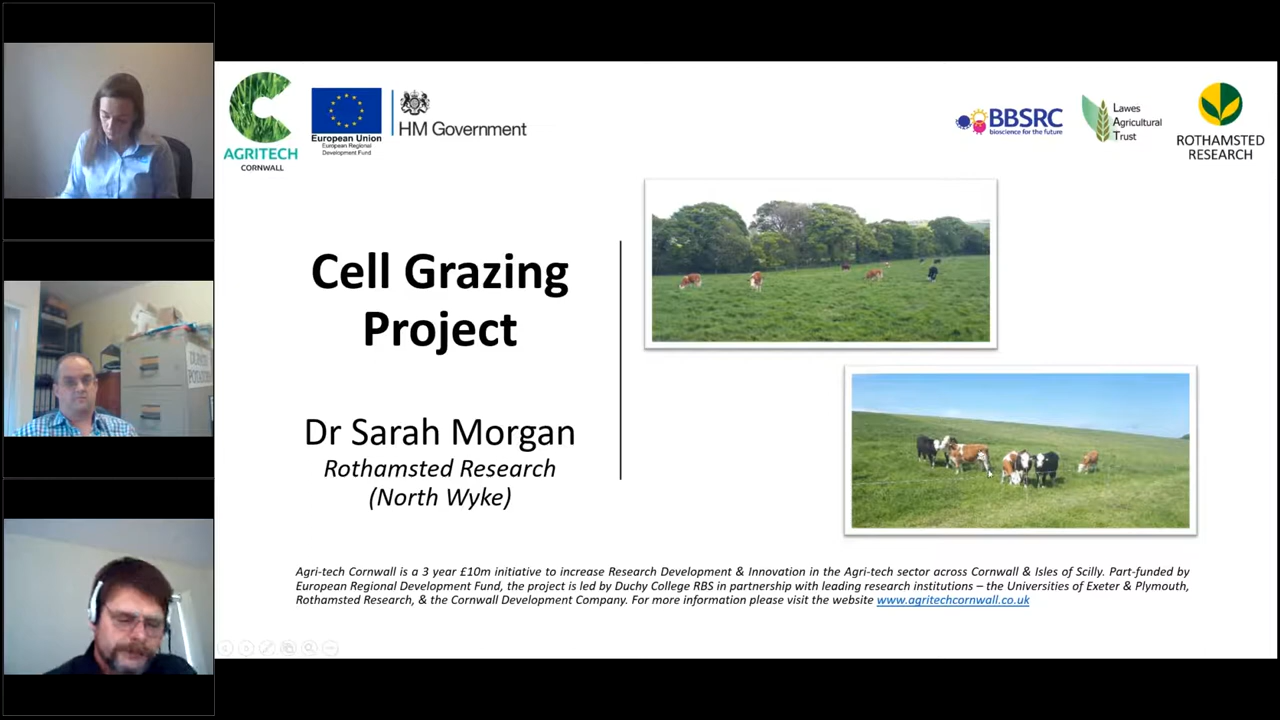 AGRITECH
CORNWALL
European Union
European Regional
Development Fund
HM Government
BBSRC
bioscience for the future
Lawes
Agricultural
Trust
ROTHAMSTED
RESEARCH
Cell Grazing
Project
Dr Sarah Morgan
Rothamsted Research
(North Wyke)
Agri-tech Cornwall is a 3 year £10m initiative to increase Research Development & Innovation in the Agri-tech sector across Cornwall & Isles of Scilly. Part-funded by
European Regional Development Fund, the project is led by Duchy College RBS in partnership with leading research institutions – the Universities of Exeter & Plymouth,
Rothamsted Research, & the Cornwall Development Company. For more information please visit the website www.agritechcornwall.co.uk